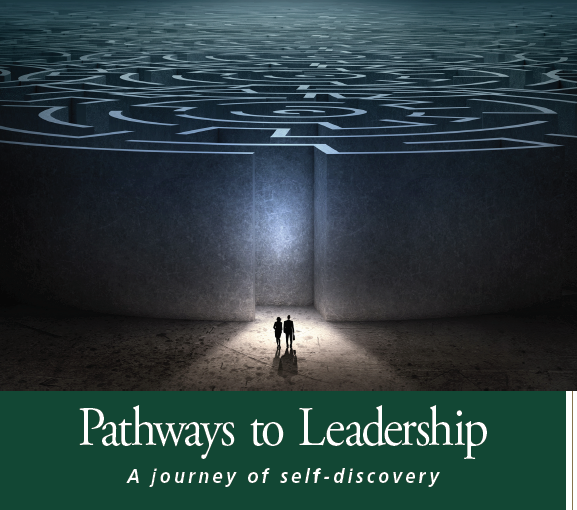 Pathways to Leadership
A journey of self-discovery